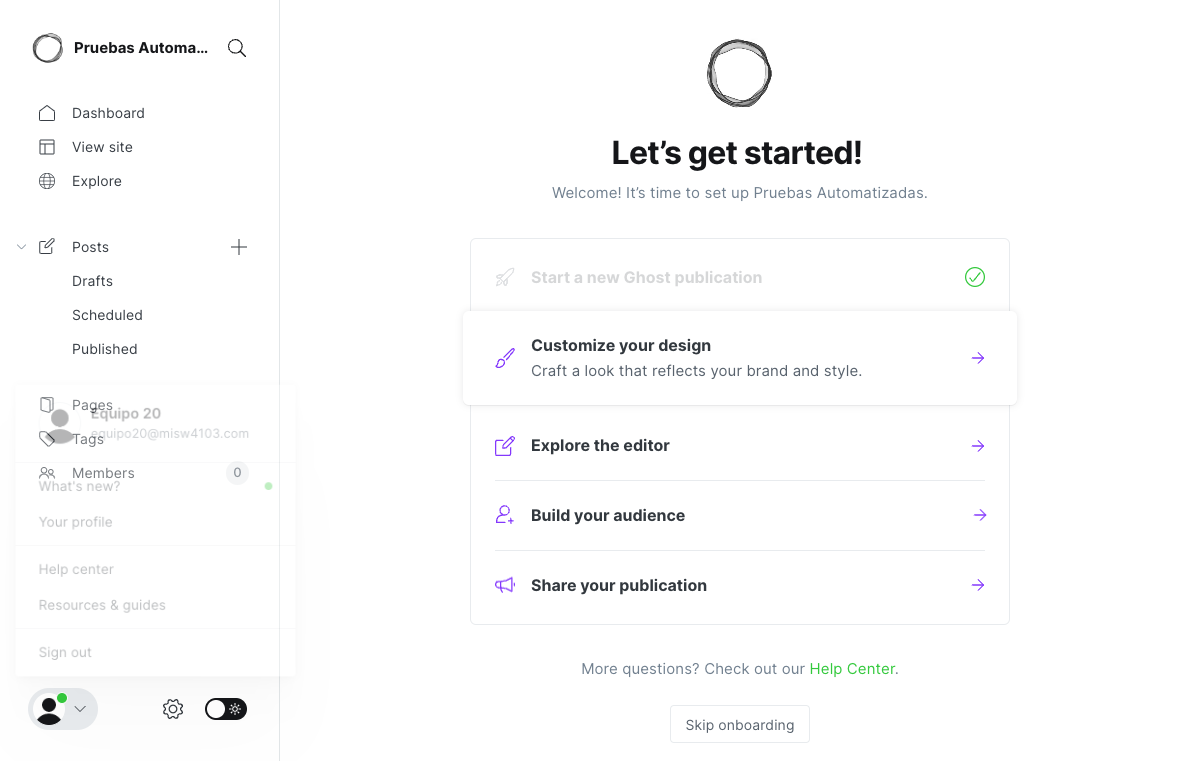 Pruebas Automa...
Dashboard
View site
Explore
Posts
Drafts
Scheduled
Published
Pages
Equipo 20
equipo20@misw4103.com
Tags
Members
0
What's new?
Your profile
Help center
Resources & guides
Sign out
Let’s get started!
Welcome! It’s time to set up Pruebas Automatizadas.
Start a new Ghost publication
Customize your design
Craft a look that reflects your brand and style.
Explore the editor
Build your audience
Share your publication
More questions? Check out our Help Center.
Skip onboarding